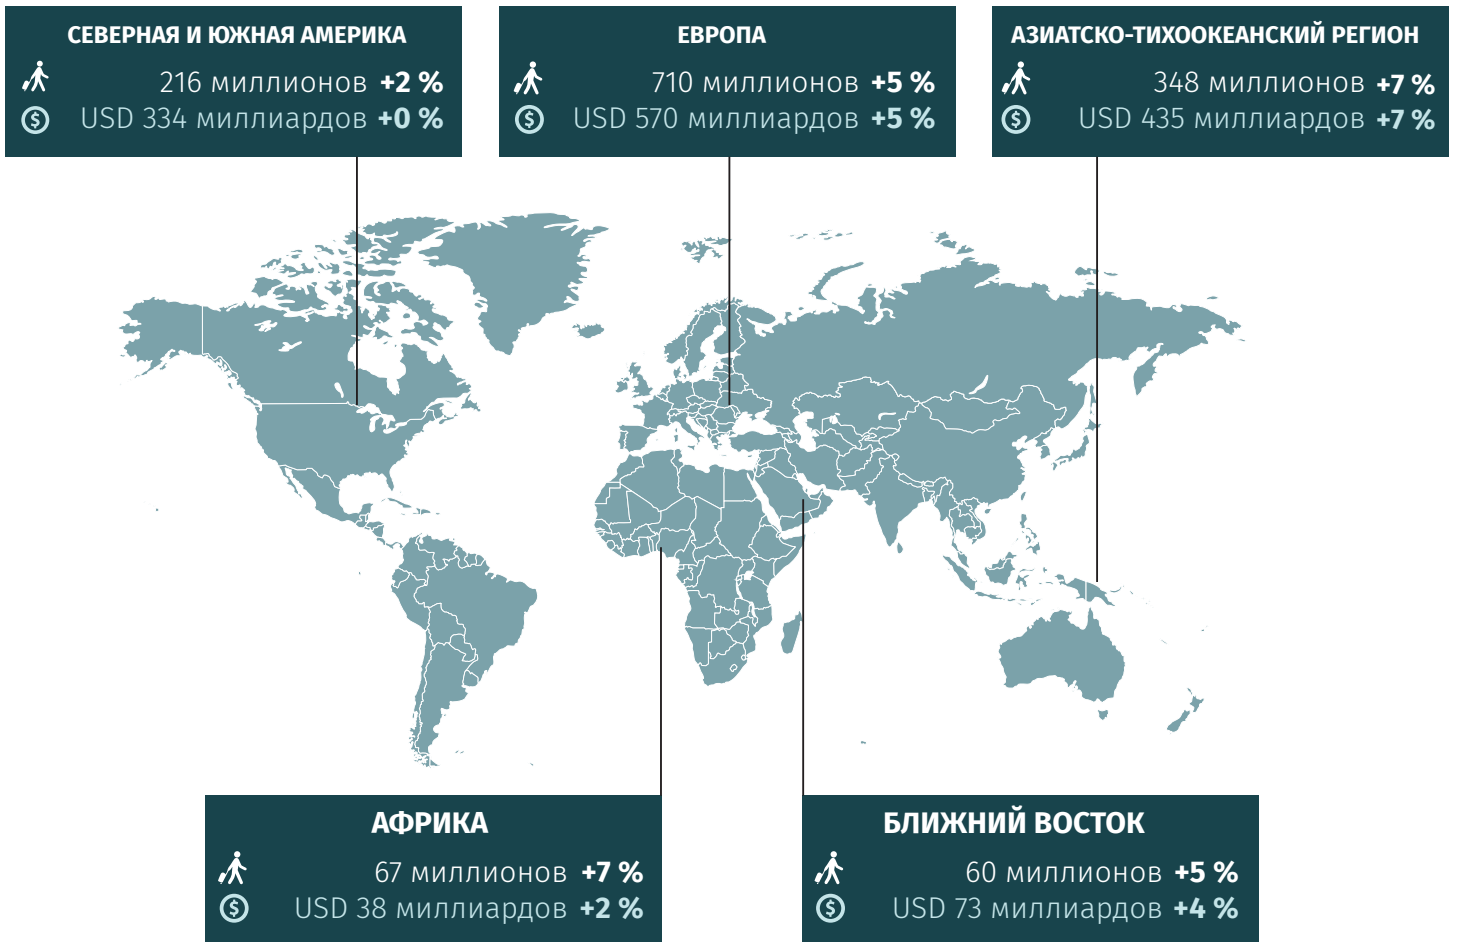 СЕВЕРНАЯ И ЮЖНАЯ АМЕРИКА
216 миллионов +2 %
USD 334 миллиардов +0 %
ЕВРОПА
710 миллионов +5 %
USD 570 миллиардов +5 %
АЗИАТСКО-ТИХООКЕАНСКИЙ РЕГИОН
348 миллионов +7 %
USD 435 миллиардов +7 %
АФРИКА
67 миллионов +7 %
USD 38 миллиардов +2 %
БЛИЖНИЙ ВОСТОК
60 миллионов +5 %
USD 73 миллиардов +4 %